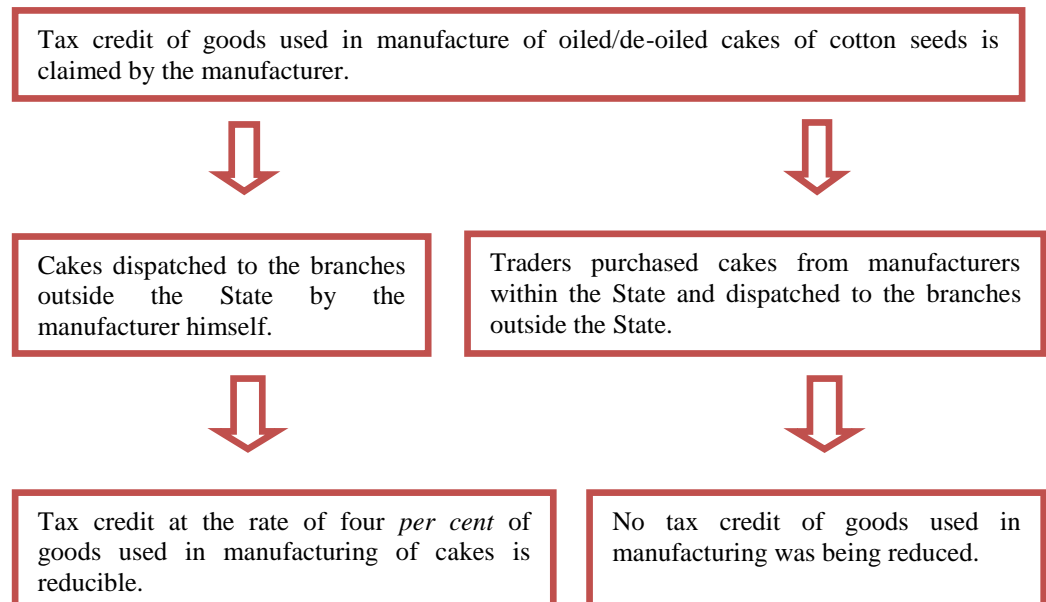 Tax credit of goods used in manufacture of oiled/de-oiled cakes of cotton seeds is
claimed by the manufacturer.
Cakes dispatched to the branches
outside the State by the
manufacturer himself.
Traders purchased cakes from manufacturers
within the State and dispatched to the branches
outside the State.
Tax credit at the rate of four per cent of
goods used in manufacturing of cakes is
reducible.
No tax credit of goods used in
manufacturing was being reduced.